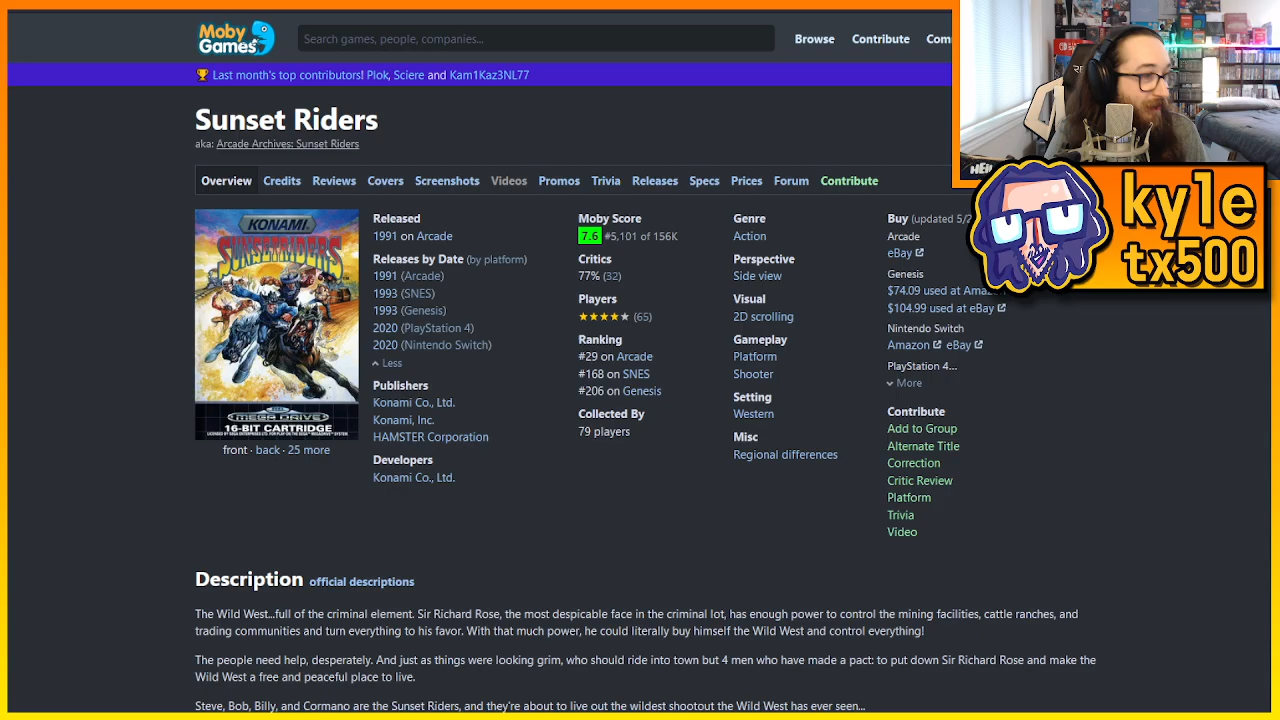 Moby
Games
Search games, people, companies...
Browse
Contribute
Com
Last month's top contributors! Plok, Sciere and Kam1Kaz3NL77
Sunset Riders
aka: Arcade Archives: Sunset Riders
Overview
Credits
Reviews
Covers
Screenshots
Videos
Promos
Trivia
Releases
Specs
Prices
Forum
Contribute
KONAMI
SUNSETRIDERS
MEGA DRIVE
16-BIT CARTRIDGE
front · back · 25 more
Released
1991 on Arcade
Releases by Date (by platform)
1991 (Arcade)
1993 (SNES)
1993 (Genesis)
2020 (PlayStation 4)
2020 (Nintendo Switch)
Less
Publishers
Konami Co., Ltd.
Konami, Inc.
HAMSTER Corporation
Developers
Konami Co., Ltd.
Moby Score
7.6 #5,101 of 156K
Critics
77% (32)
Players
★★★★★ (65)
Ranking
#29 on Arcade
#168 on SNES
#206 on Genesis
Collected By
79 players
Genre
Action
Perspective
Side view
Visual
2D scrolling
Gameplay
Platform
Shooter
Setting
Western
Misc
Regional differences
Buy (updated 5/2
Arcade
eBay
Genesis
$74.09 used at Amaz
$104.99 used at eBay
Nintendo Switch
Amazon eBay
PlayStation 4...
More
Contribute
Add to Group
Alternate Title
Correction
Critic Review
Platform
Trivia
Video
kyle
tx500
Description official descriptions
The Wild West...full of the criminal element. Sir Richard Rose, the most despicable face in the criminal lot, has enough power to control the mining facilities, cattle ranches, and
trading communities and turn everything to his favor. With that much power, he could literally buy himself the Wild West and control everything!
The people need help, desperately. And just as things were looking grim, who should ride into town but 4 men who have made a pact: to put down Sir Richard Rose and make the
Wild West a free and peaceful place to live.
Steve, Bob, Billy, and Cormano are the Sunset Riders, and they're about to live out the wildest shootout the Wild West has ever seen...